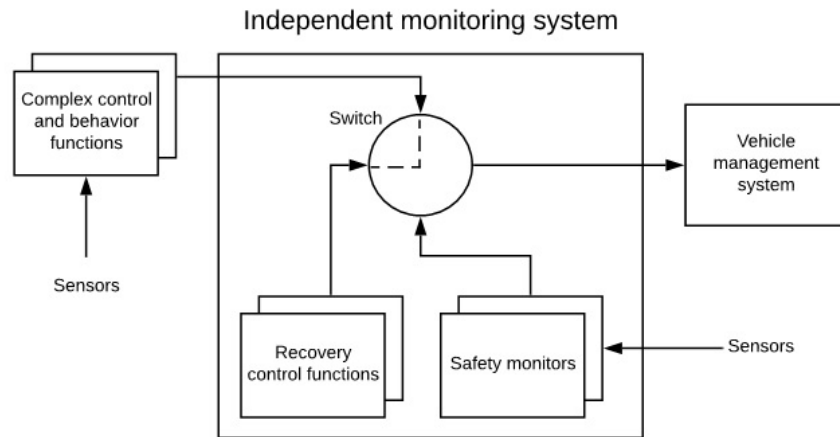 Independent monitoring system
Complex control
and behavior
functions
Switch
Vehicle
management
system
Sensors
Recovery
control functions
Safety monitors
Sensors